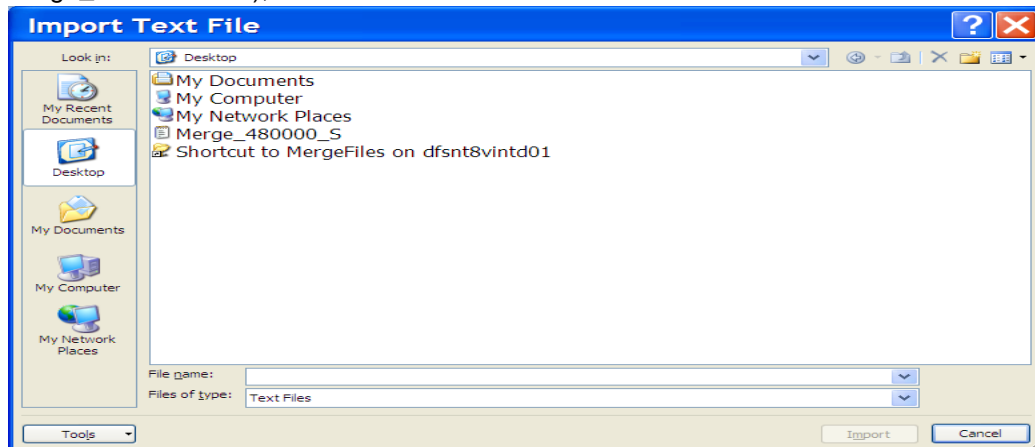 Import Text File
Look in:
Desktop
My Recent
Documents
Desktop
My Documents
My Computer
My Network
Places
My Documents
My Computer
My Network Places
Merge_480000_S
Shortcut to MergeFiles on dfsnt8vintd01
File name:
Files of type:
Text Files
Tools
Import
Cancel